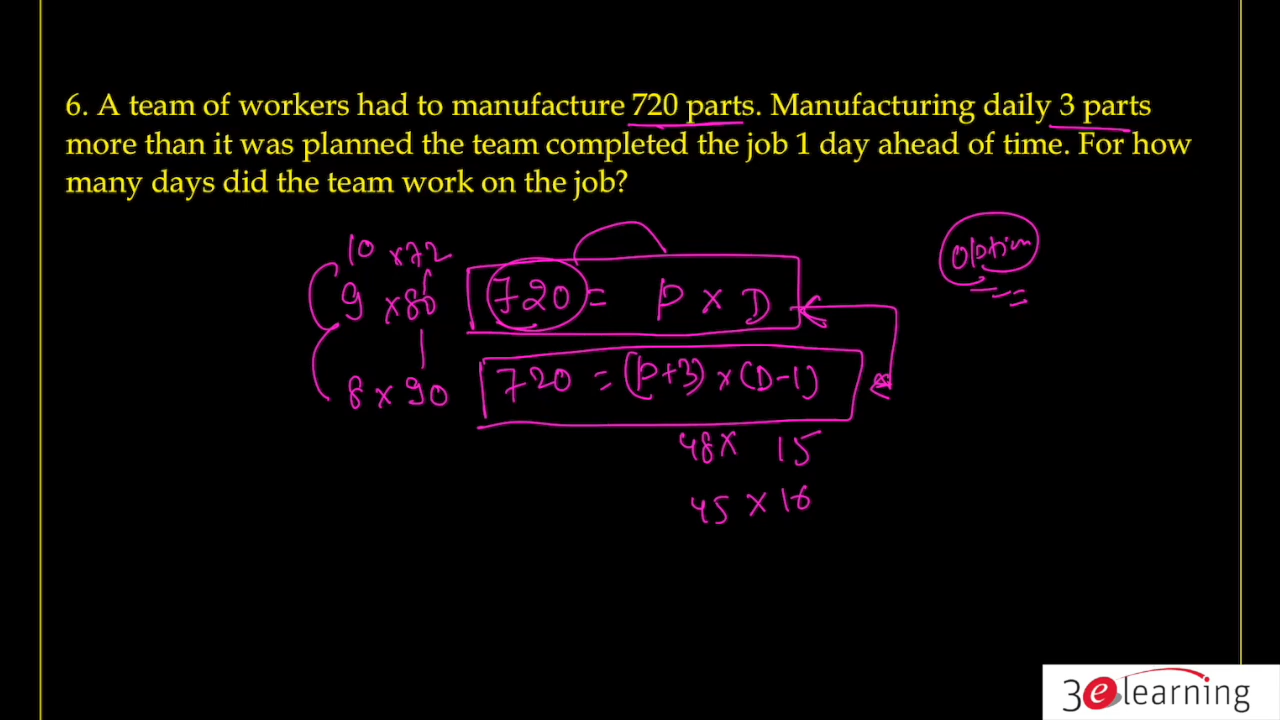 6. A team of workers had to manufacture 720 parts. Manufacturing daily 3 parts
more than it was planned the team completed the job 1 day ahead of time. For how
many days did the team work on the job?
10 x72
9 x80
8 x 90
720 = P x D
720 = (P+3) x (D-1)
48x 15
45 x 16
Option
3elearning